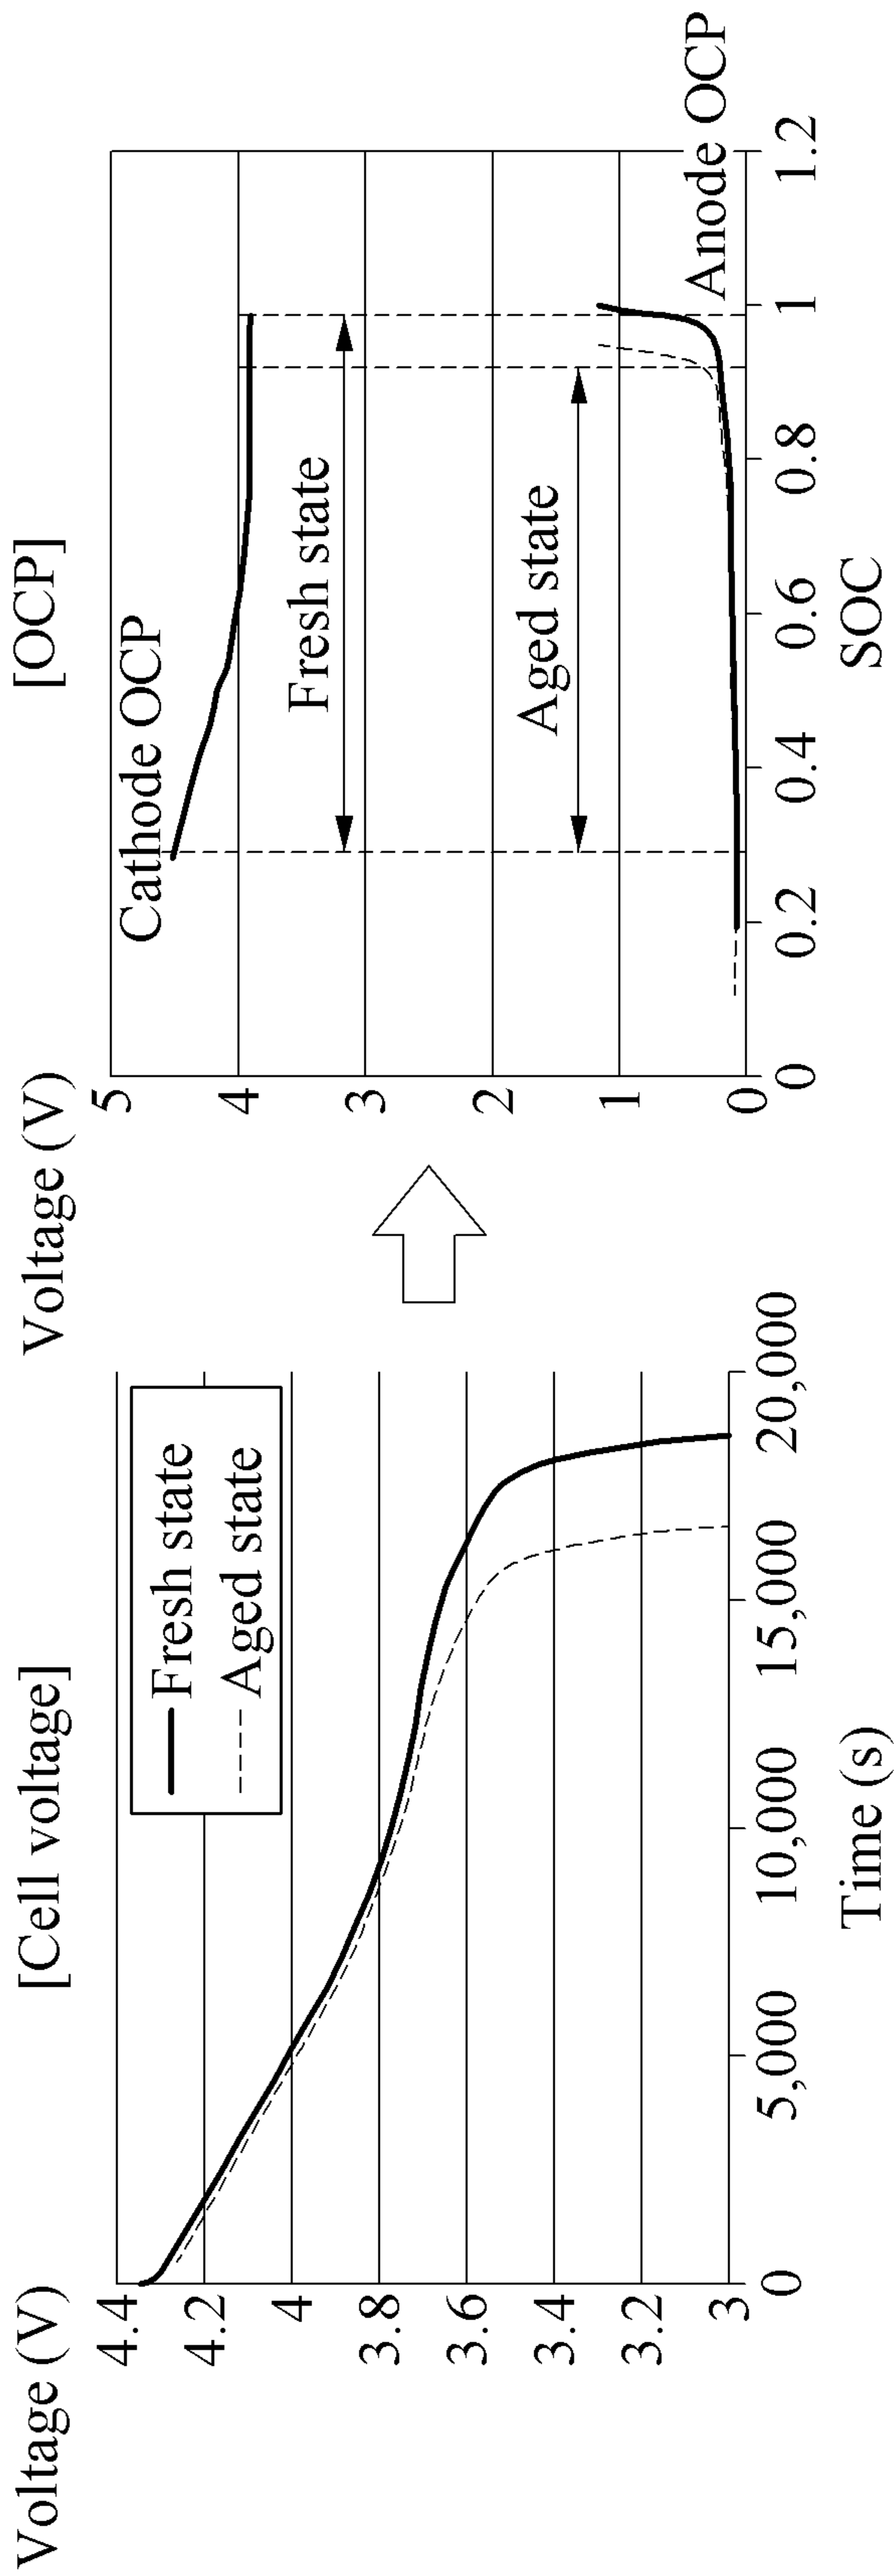 [Cell voltage]
Voltage (V)
4.4
4.2
4
3.8
3.6
3.4
3.2
3
Fresh state
Aged state
0
5,000
10,000
15,000
20,000
Time (s)
[OCP]
Voltage (V)
5
4
3
2
1
0
Cathode OCP
Fresh state
Aged state
Anode OCP
0
0.2
0.4
0.6
0.8
1
1.2
SOC